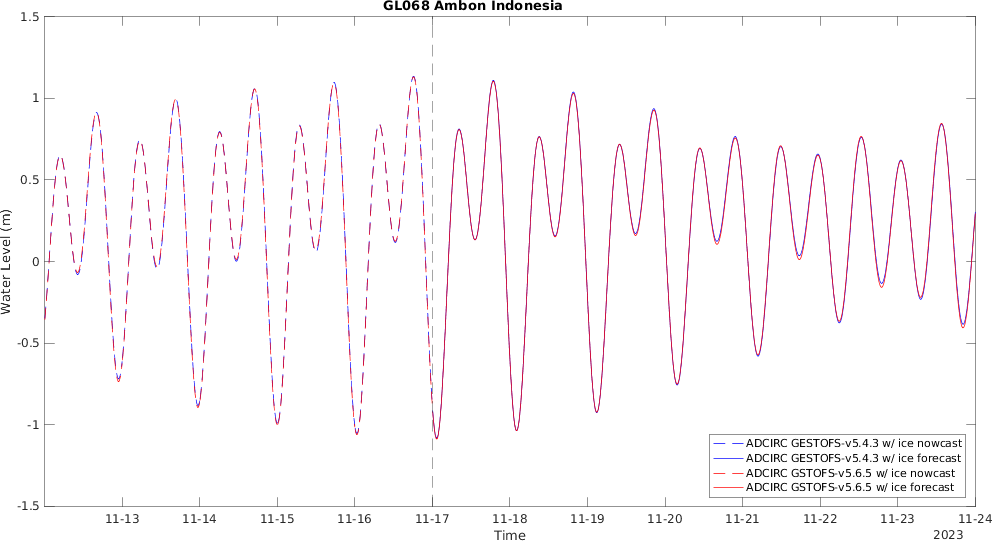 GL068 Ambon Indonesia
1.5
1
0.5
0
-0.5
-1
-1.5
Water Level (m)
11-13 11-14 11-15 11-16 11-17 11-18 11-19 11-20 11-21 11-22 11-23 11-24
Time
2023
ADCIRC GESTOFS-v5.4.3 w/ ice nowcast
ADCIRC GESTOFS-v5.4.3 w/ ice forecast
ADCIRC GSTOFS-v5.6.5 w/ ice nowcast
ADCIRC GSTOFS-v5.6.5 w/ ice forecast